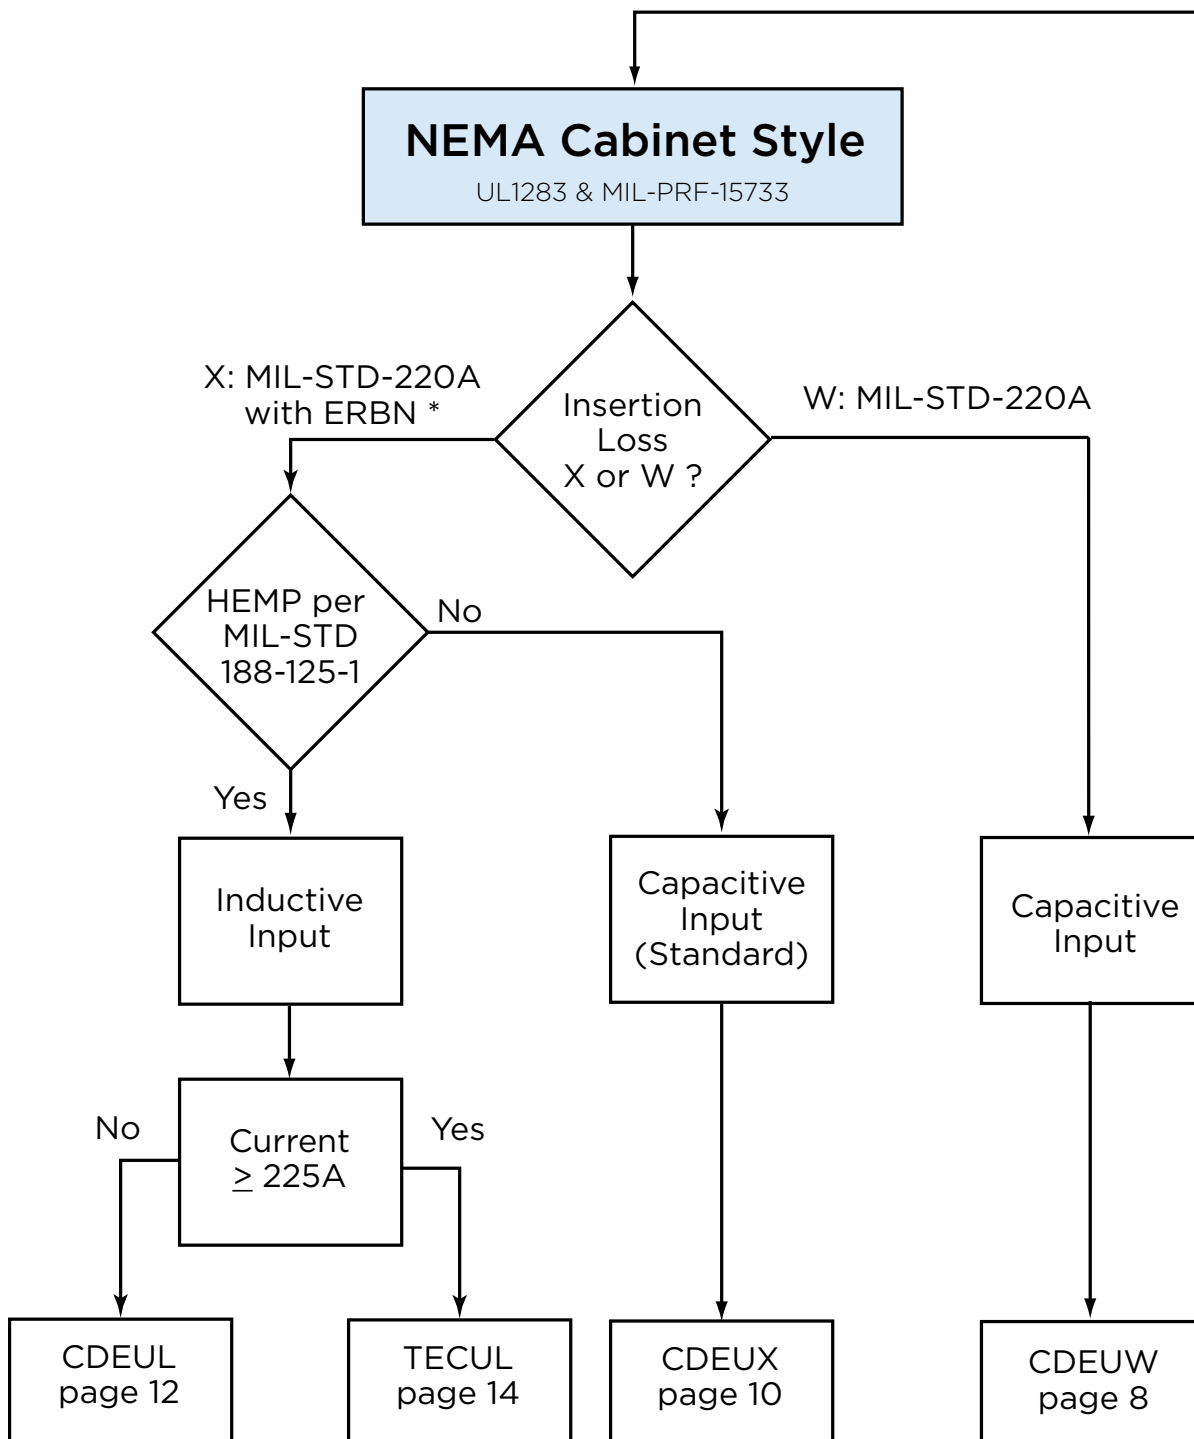 NEMA Cabinet Style
UL1283 & MIL-PRF-15733
X: MIL-STD-220A
with ERBN *
Insertion
Loss
X or W ?
W: MIL-STD-220A
HEMP per
MIL-STD
188-125-1
No
Yes
Inductive
Input
Capacitive
Input
(Standard)
Capacitive
Input
No
Current
≥ 225A
Yes
CDEUL
page 12
TECUL
page 14
CDEUX
page 10
CDEUW
page 8